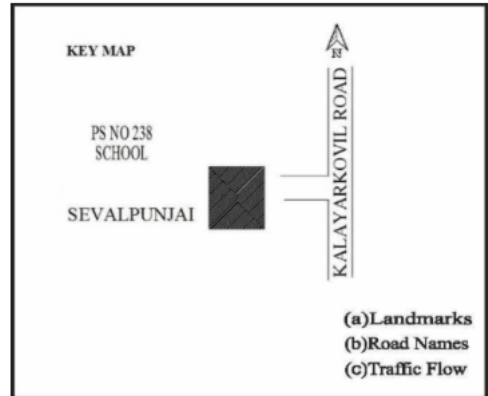 N
KEY MAP
PS NO 238
SCHOOL
SEVALPUNJAI
KALAYARKOVIL ROAD
(a)Landmarks
(b)Road Names
(c)Traffic Flow